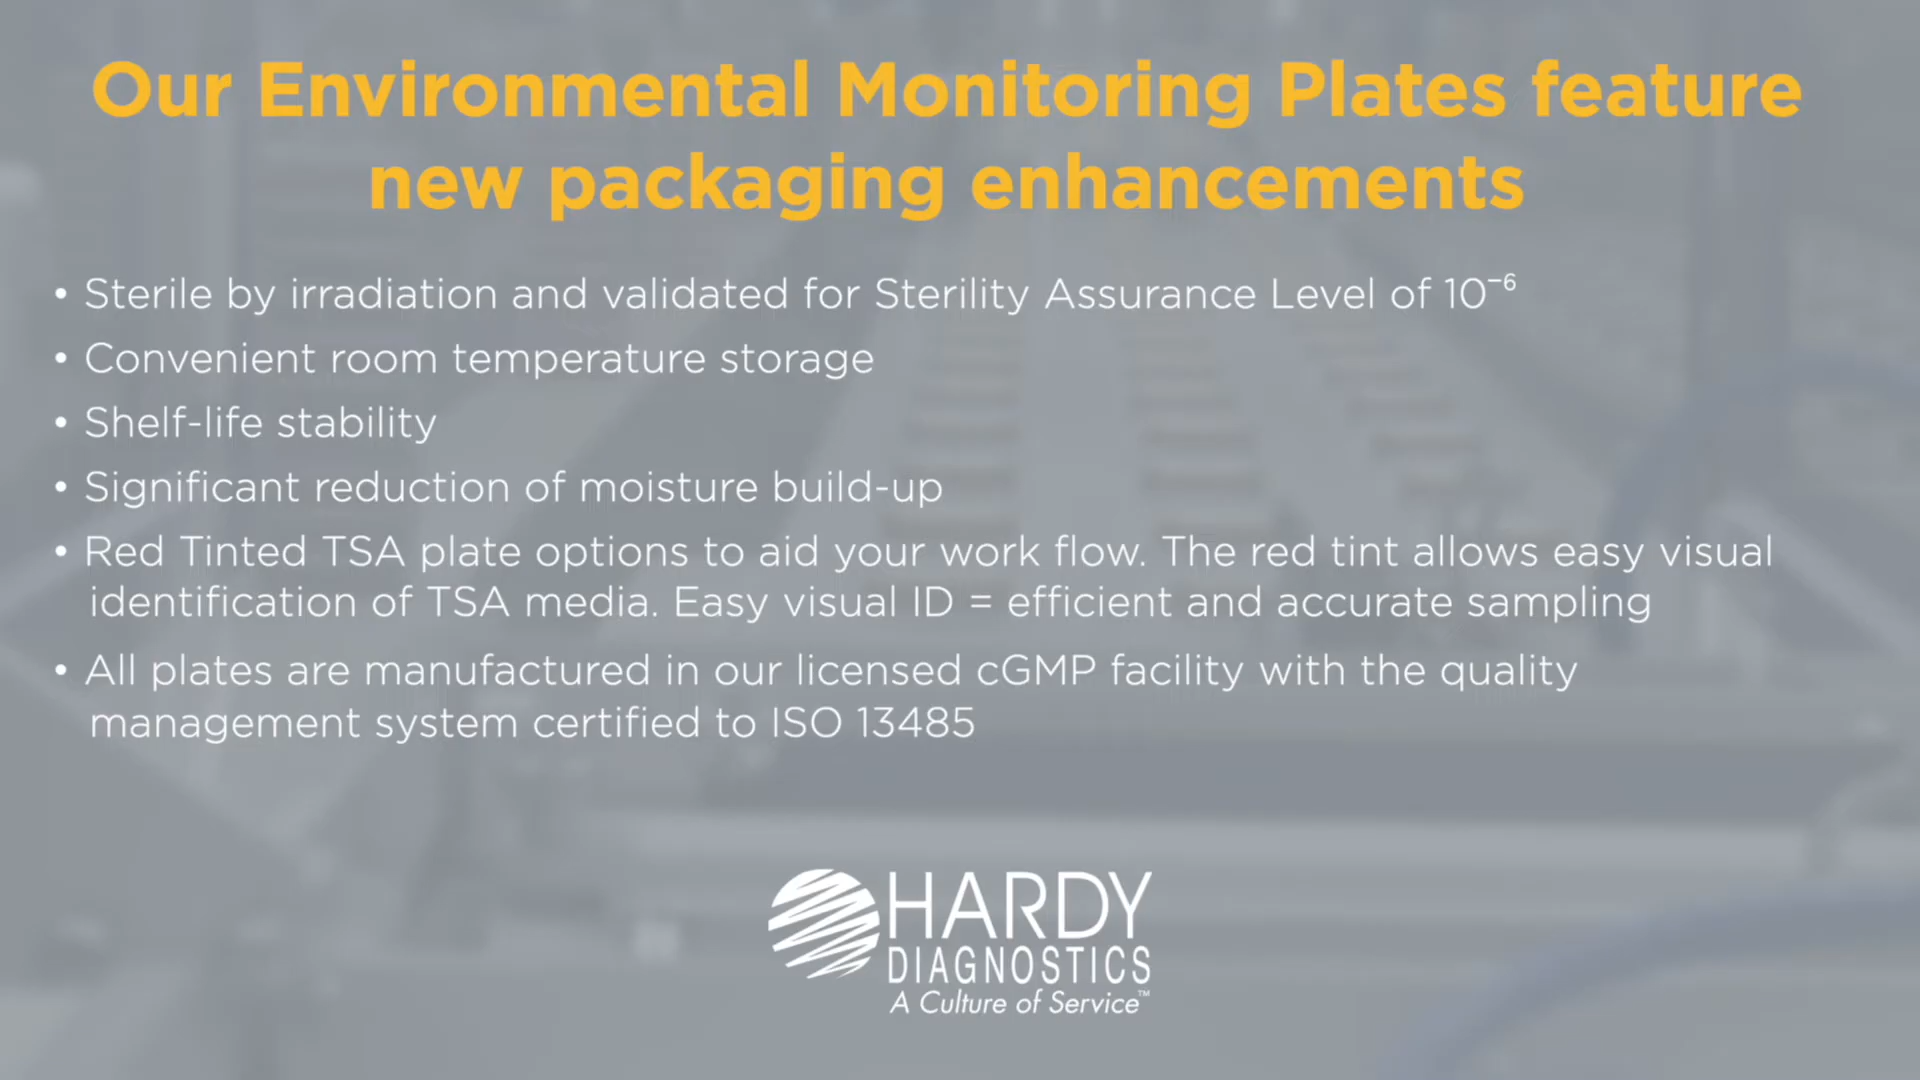 Our Environmental Monitoring Plates feature
new packaging enhancements
• Sterile by irradiation and validated for Sterility Assurance Level of 10⁻⁶
• Convenient room temperature storage
• Shelf-life stability
• Significant reduction of moisture build-up
• Red Tinted TSA plate options to aid your work flow. The red tint allows easy visual
identification of TSA media. Easy visual ID = efficient and accurate sampling
• All plates are manufactured in our licensed cGMP facility with the quality
management system certified to ISO 13485
HARDY
DIAGNOSTICS
A Culture of Service™